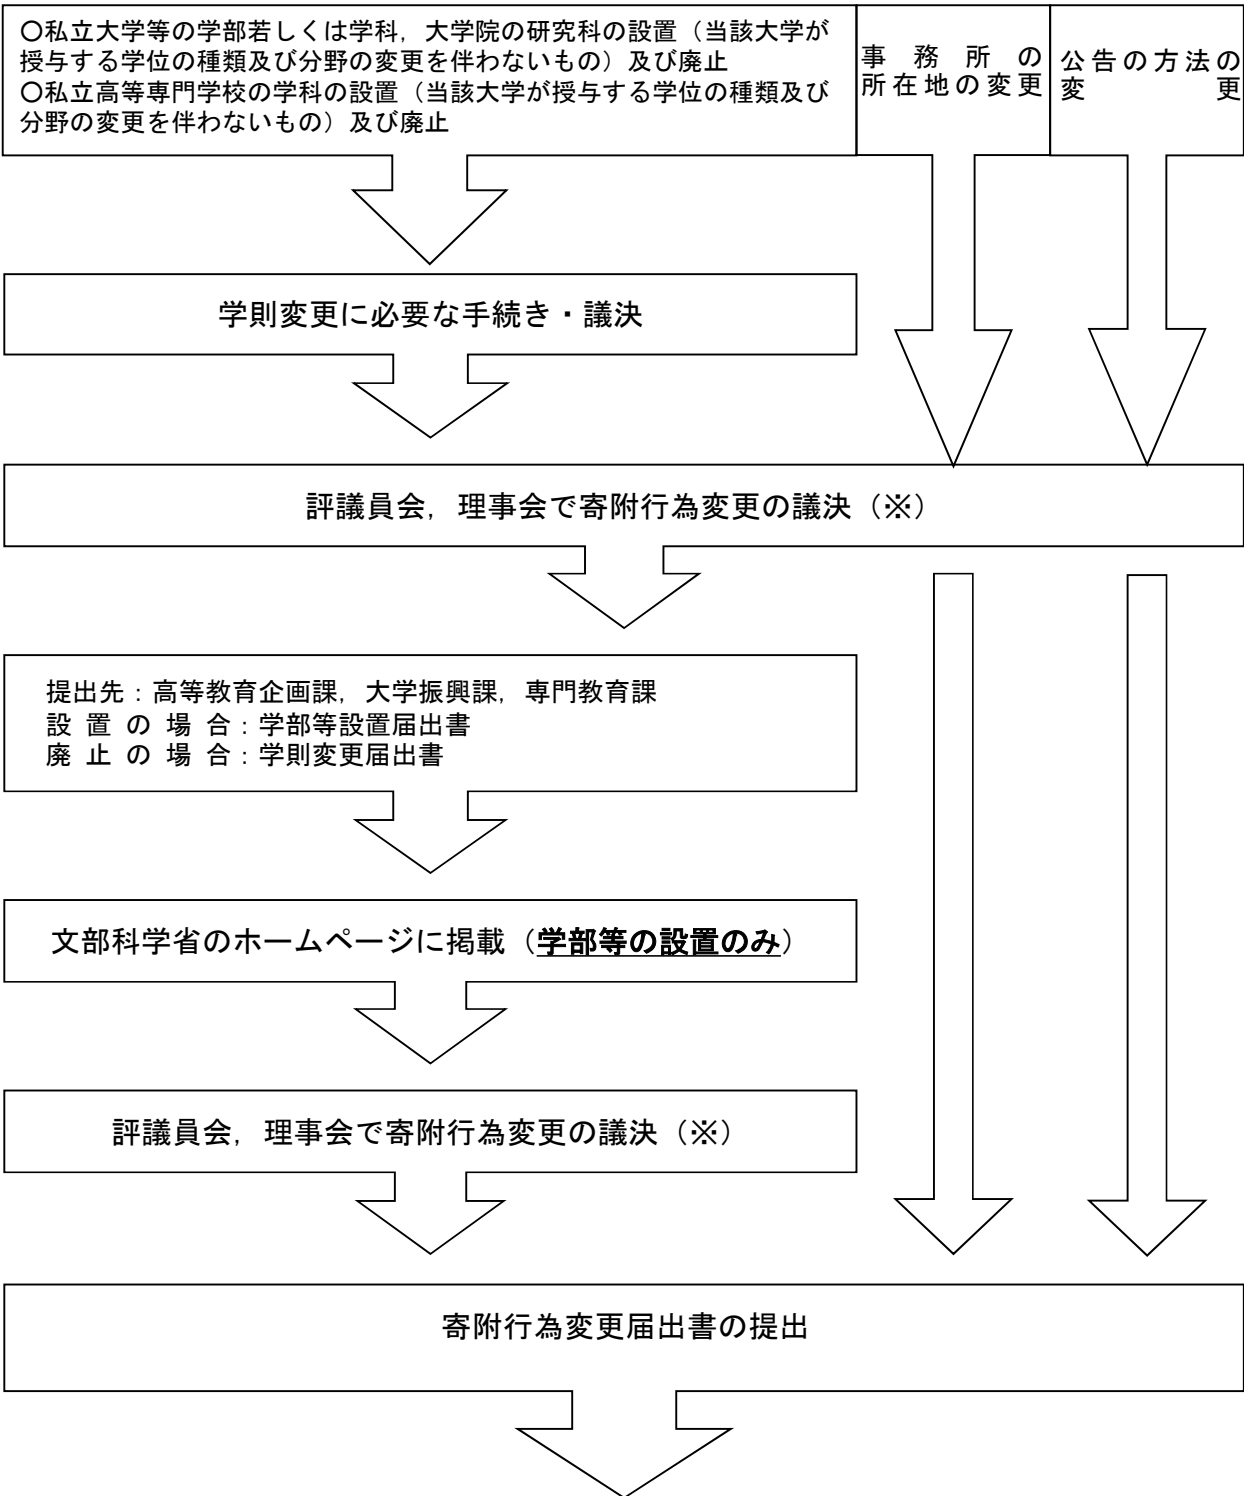 〇私立大学等の学部若しくは学科，大学院の研究科の設置（当該大学が
授与する学位の種類及び分野の変更を伴わないもの）及び廃止
〇私立高等専門学校の学科の設置（当該大学が授与する学位の種類及び
分野の変更を伴わないもの）及び廃止
事務所の
所在地の変更
公告の方法の
変更
学則変更に必要な手続き・議決
評議員会，理事会で寄附行為変更の議決（※）
提出先：高等教育企画課，大学振興課，専門教育課
設置の場合：学部等設置届出書
廃止の場合：学則変更届出書
文部科学省のホームページに掲載（学部等の設置のみ）
評議員会，理事会で寄附行為変更の議決（※）
寄附行為変更届出書の提出